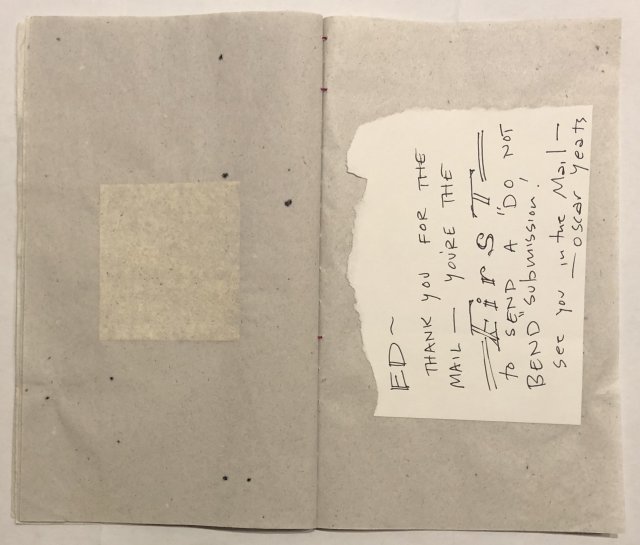 ED ~
THANK YOU FOR THE
MAIL — YOU'RE THE
FirST
to SEND A "DO NOT
BEND" SUBMISSION!
See you in the Mail —
— Oscar Yeats